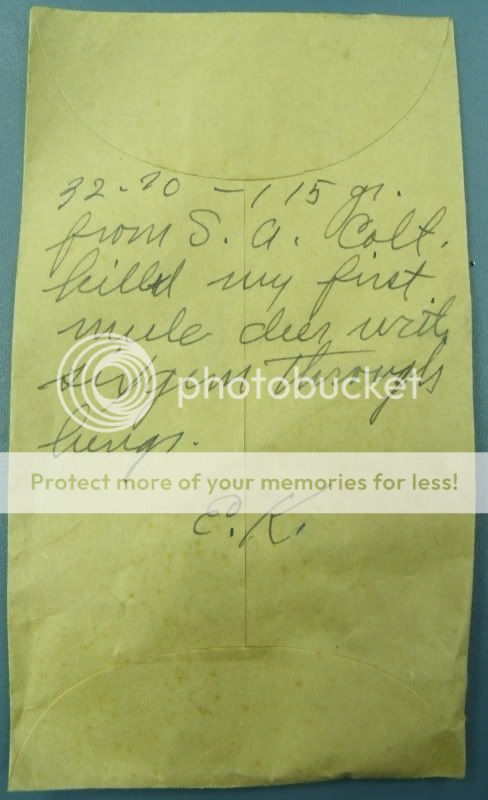 32-20 - 115 gr.
from S. A. Colt.
killed my first
mule deer with
sixgun through
lungs.
E. K.
photobucket
Protect more of your memories for less!